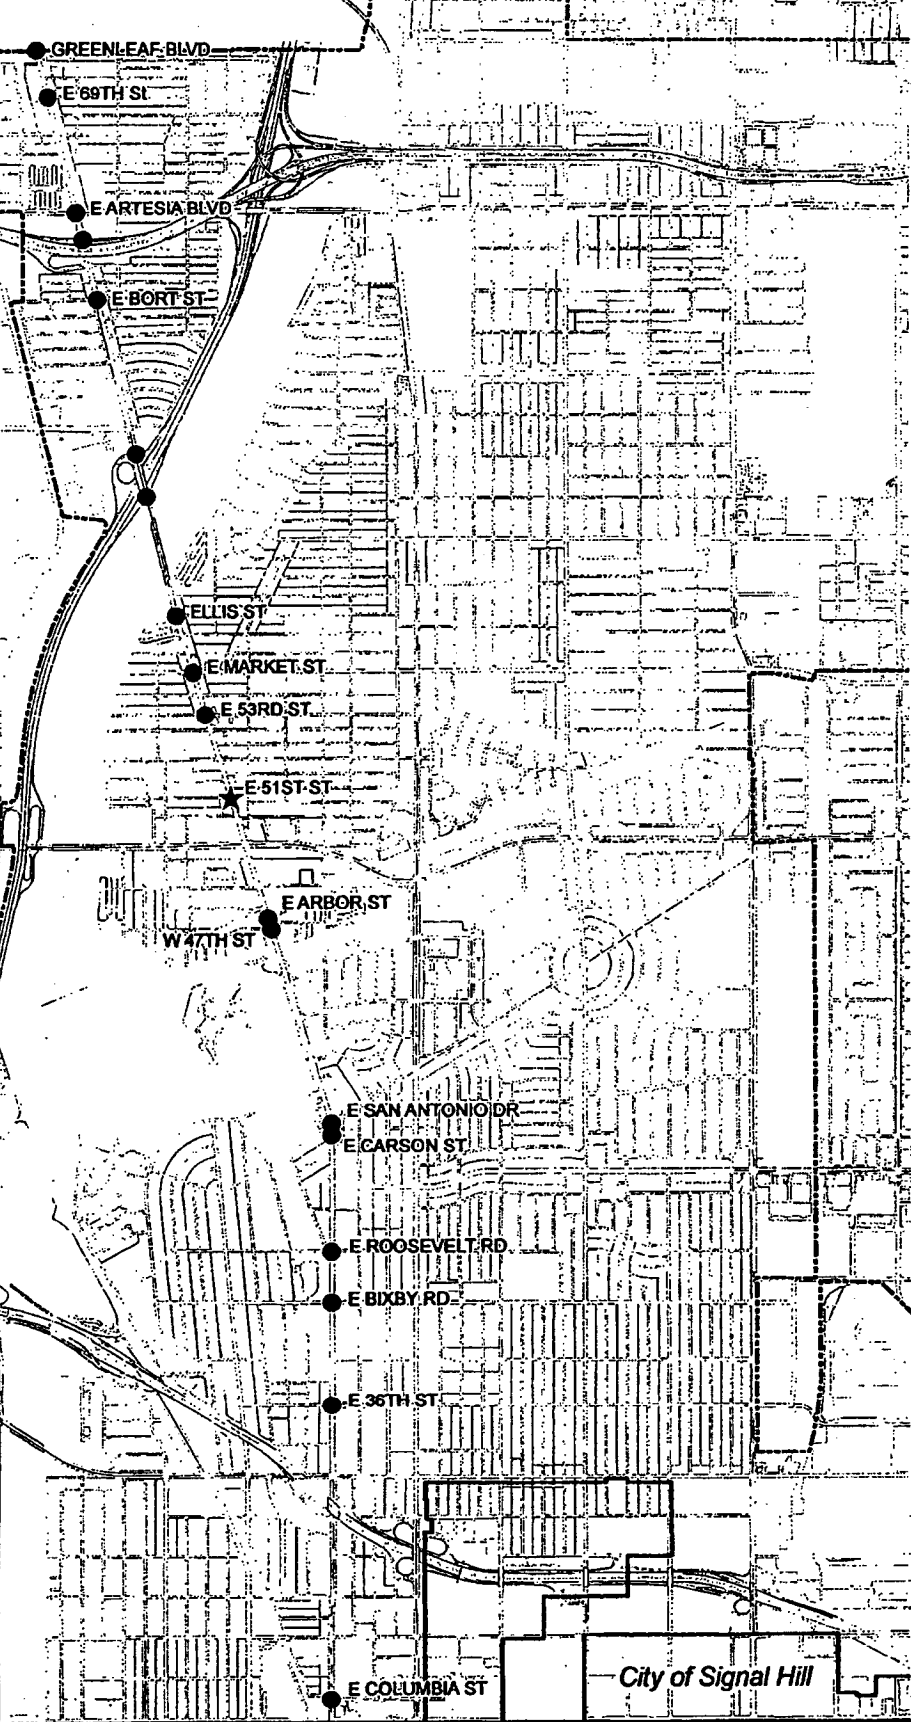 GREENLEAF BLVD
E 69TH St
E ARTESIA BLVD
E BORT ST
ELLIS ST
E MARKET ST
E 53RD ST
E 51ST ST
E ARBOR ST
W 47TH ST
E SAN ANTONIO DR
E CARSON ST
E ROOSEVELT RD
E BIXBY RD
E 36TH ST
City of Signal Hill
E COLUMBIA ST